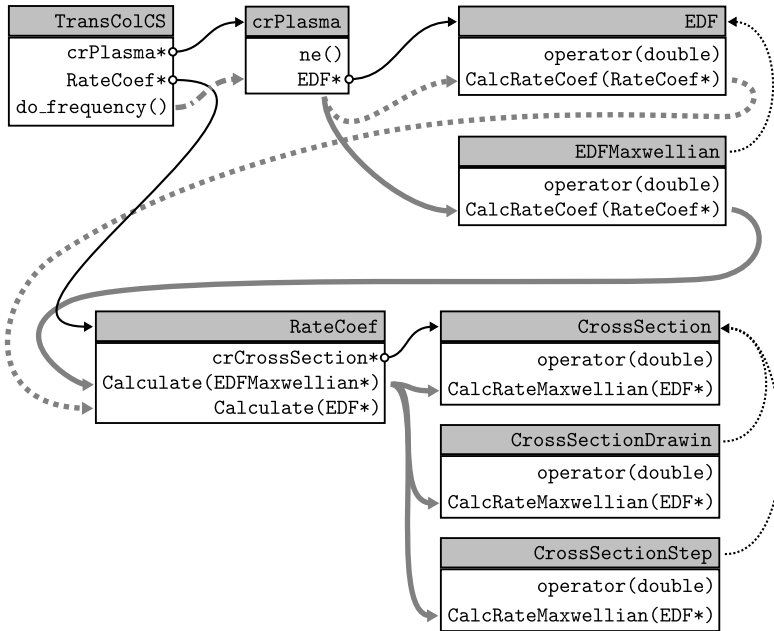 TransColCS
crPlasma*
RateCoef*
do_frequency()
crPlasma
ne()
EDF*
EDF
operator(double)
CalcRateCoef(RateCoef*)
EDFMaxwellian
operator(double)
CalcRateCoef(RateCoef*)
RateCoef
crCrossSection*
Calculate(EDFMaxwellian*)
Calculate(EDF*)
CrossSection
operator(double)
CalcRateMaxwellian(EDF*)
CrossSectionDrawin
operator(double)
CalcRateMaxwellian(EDF*)
CrossSectionStep
operator(double)
CalcRateMaxwellian(EDF*)